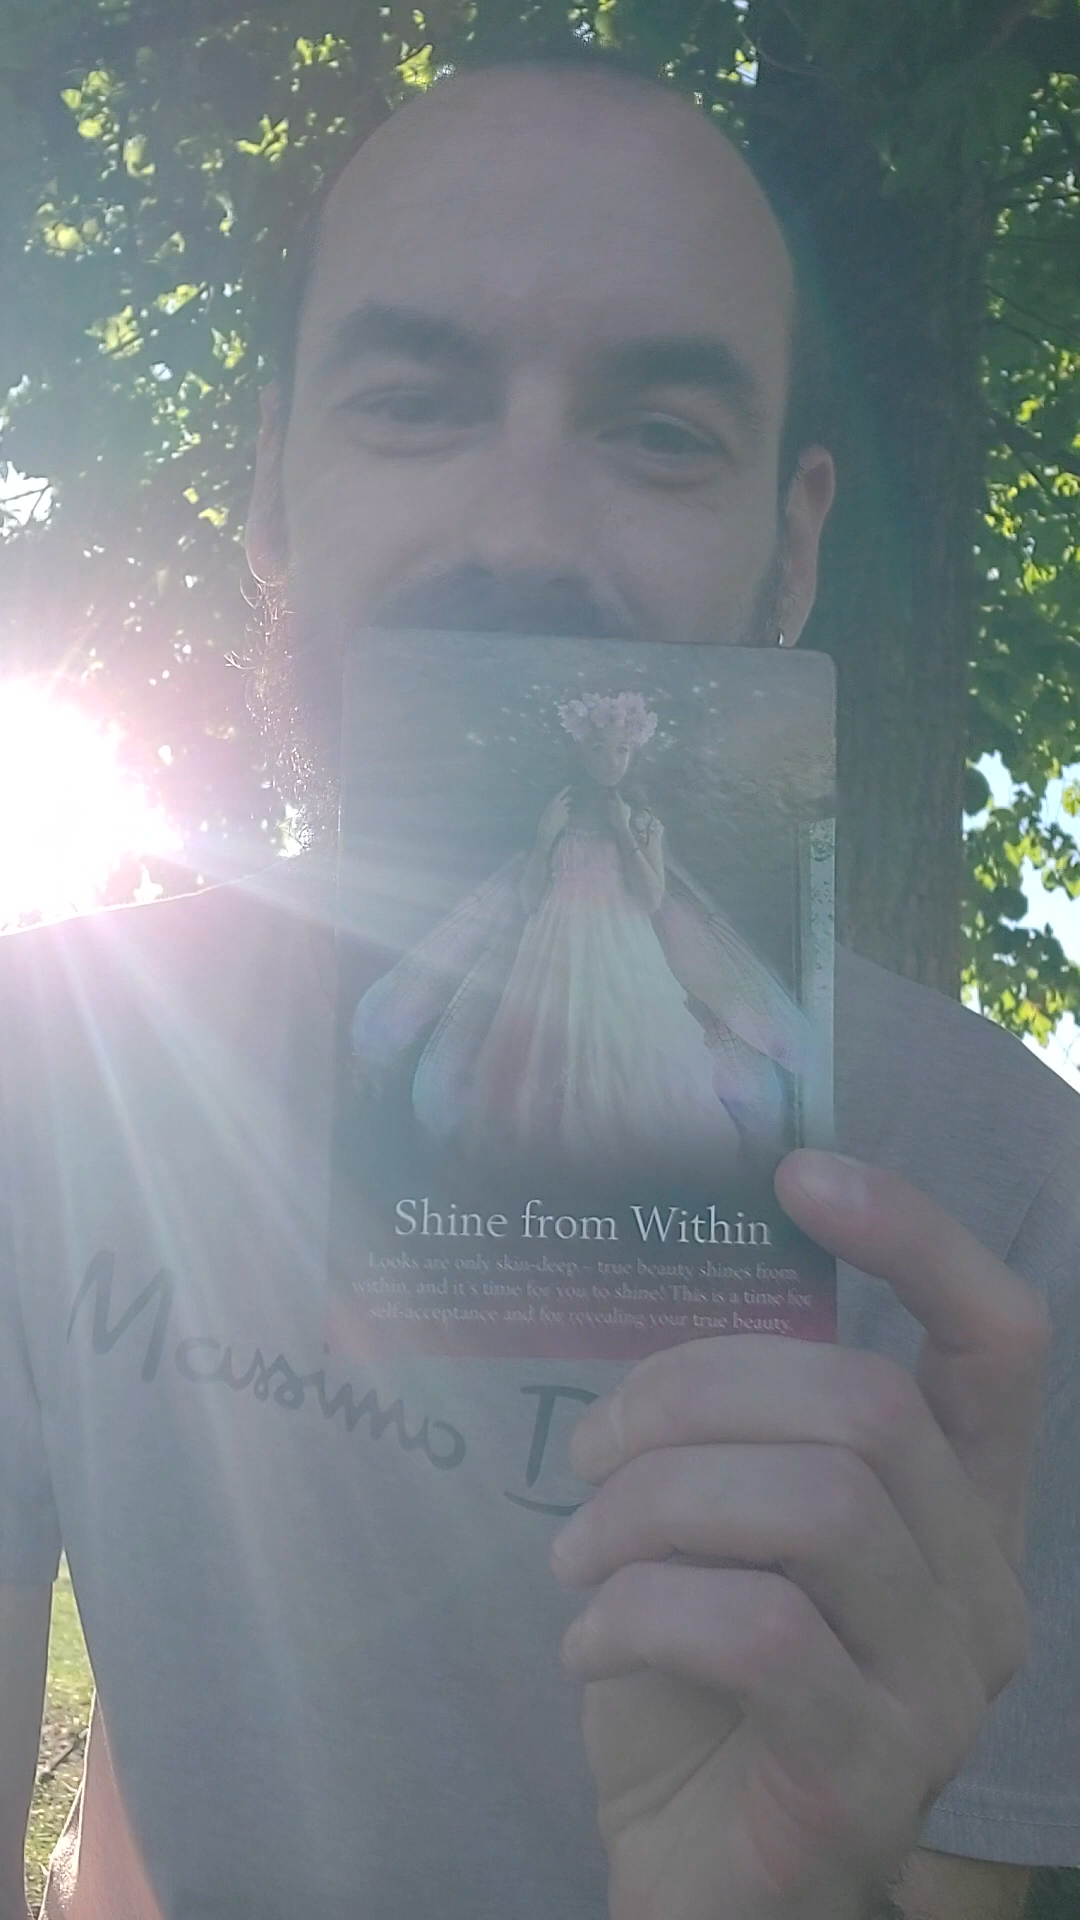 Shine from Within
Looks are only skin-deep – true beauty shines from
within, and it's time for you to shine! This is a time for
self-acceptance and for revealing your true beauty.
Massimo